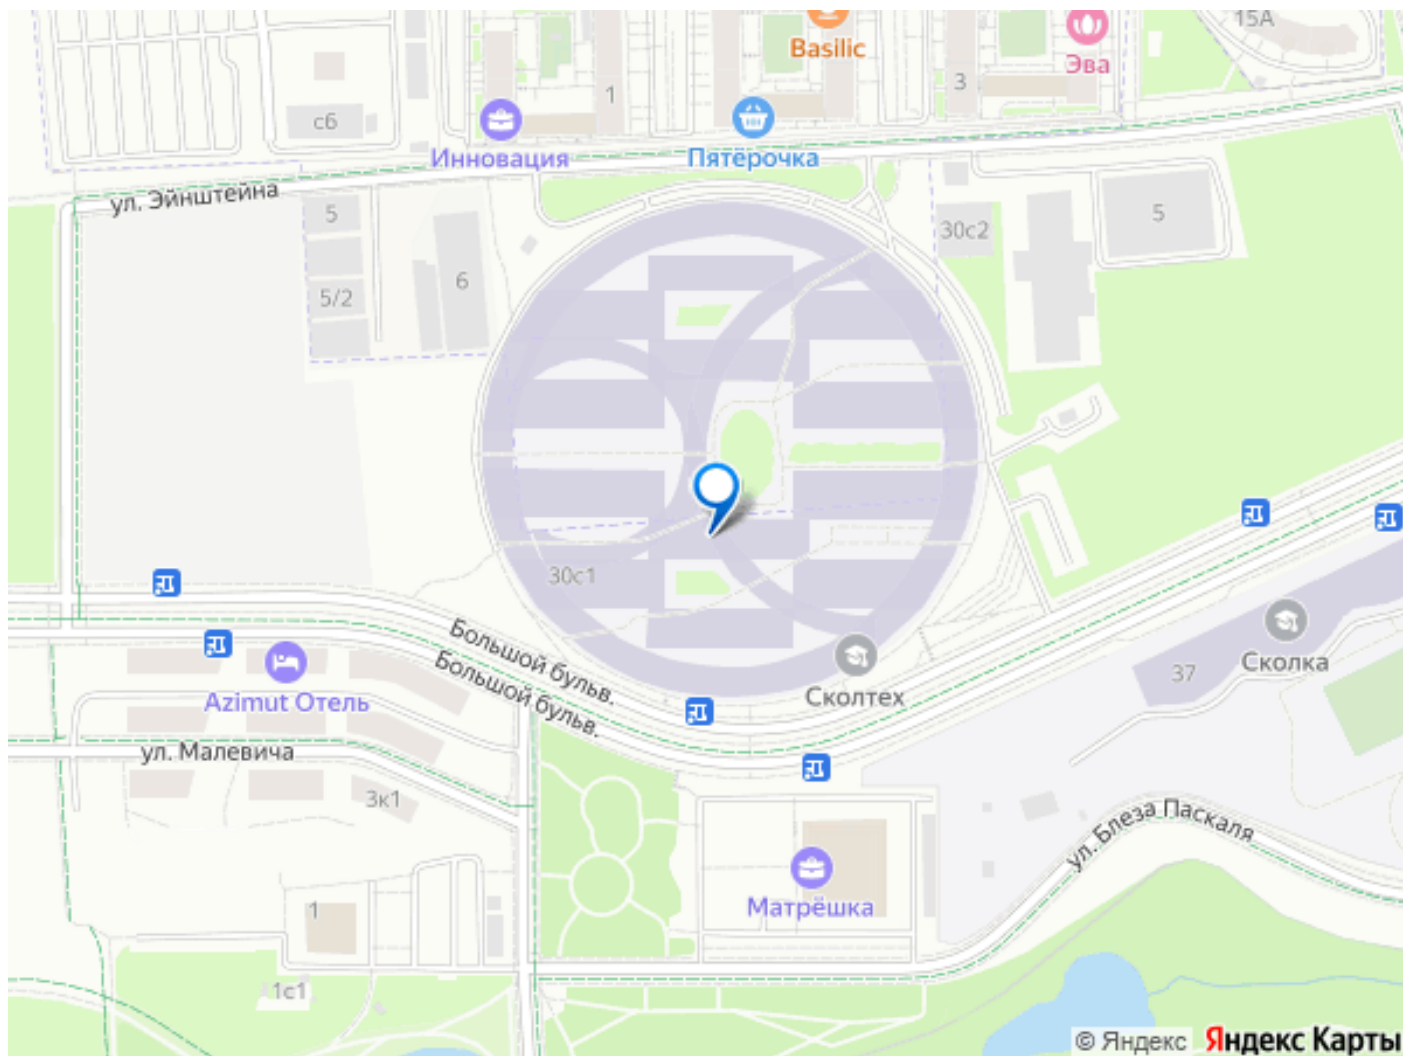 15А
Basilic
Эва
3
1
с6
Инновация
Пятёрочка
ул. Эйнштейна
5
5
30с2
6
5/2
30с1
Большой бульв.
Большой бульв.
Сколка
37
Сколтех
Azimut Отель
ул. Малевича
3к1
ул. Блеза Паскаля
Матрёшка
1
1с1
© Яндекс Яндекс Карты